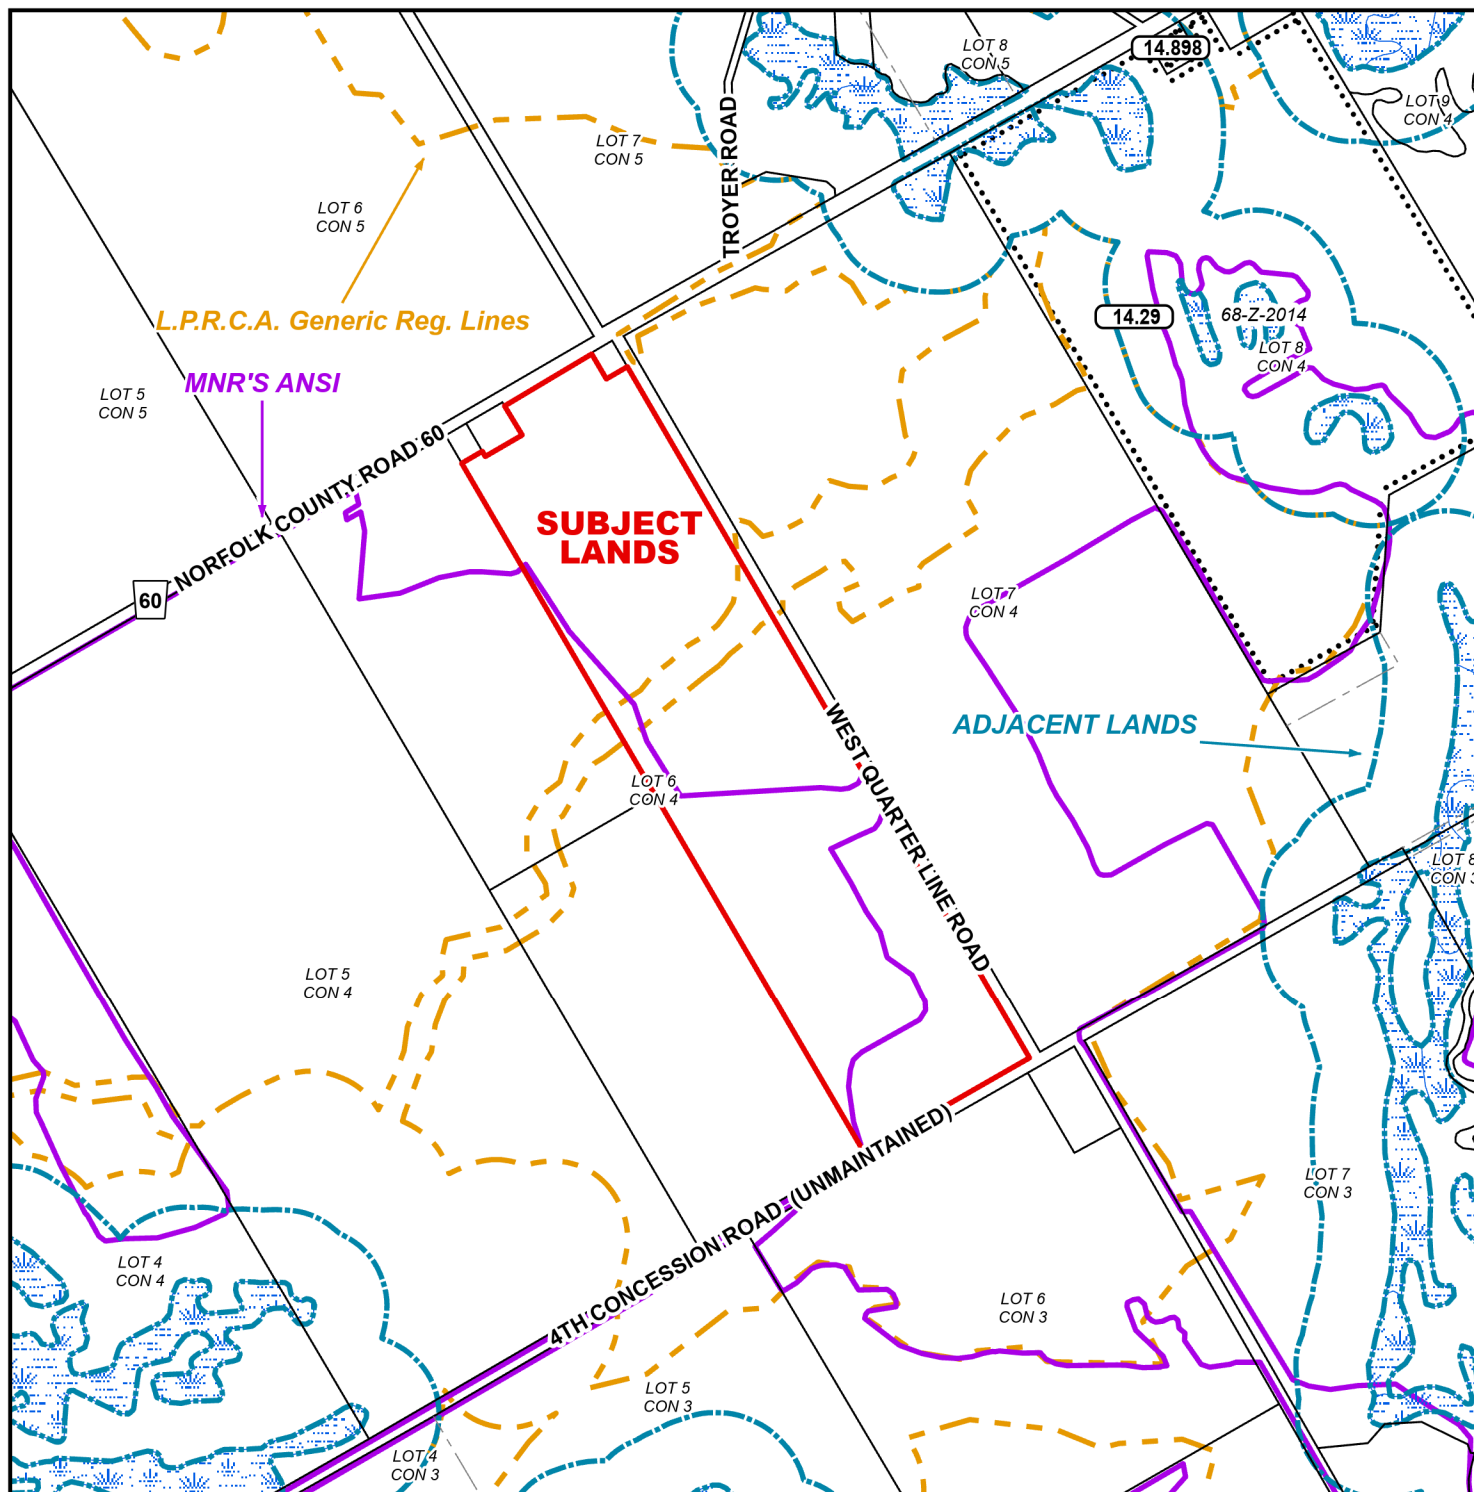 14.898
LOT 8
CON 5
LOT 9
CON 4
LOT 7
CON 5
TROYER ROAD
LOT 6
CON 5
L.P.R.C.A. Generic Reg. Lines
14.29
68-Z-2014
LOT 8
CON 4
MNR'S ANSI
LOT 5
CON 5
NORFOLK COUNTY ROAD 60
SUBJECT
LANDS
60
LOT 7
CON 4
ADJACENT LANDS
WEST QUARTER LINE ROAD
LOT 6
CON 4
LOT 8
CON 3
LOT 5
CON 4
4TH CONCESSION ROAD (UNMAINTAINED)
LOT 7
CON 3
LOT 4
CON 4
LOT 6
CON 3
LOT 5
CON 3
LOT 4
CON 3